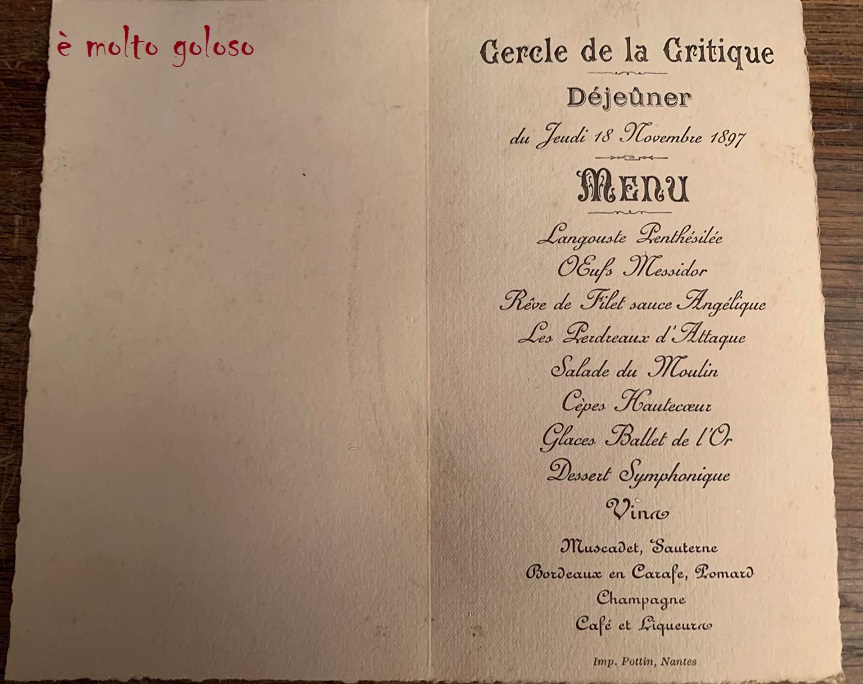 è molto goloso
Cercle de la Critique
Déjeûner
du Jeudi 18 Novembre 1897
MENU
Langouste Penthésilée
OEufs Messidor
Rêve de Filet sauce Angélique
Les Perdreaux d'Attaque
Salade du Moulin
Cèpes Hautecœur
Glaces Ballet de l'Or
Dessert Symphonique
Vins
Muscadet, Sauterne
Bordeaux en Carafe, Pomard
Champagne
Café et Liqueurs
Imp. Pottin, Nantes